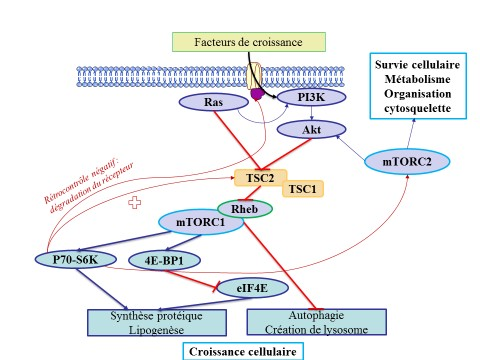 Facteurs de croissance
Survie cellulaire
Métabolisme
Organisation
cytosquelette
Ras
PI3K
Akt
mTORC2
Rétrocontrôle négatif :
dégradation du récepteur
TSC2
TSC1
Rheb
mTORC1
P70-S6K
4E-BP1
eIF4E
Synthèse protéique
Lipogenèse
Autophagie
Création de lysosome
Croissance cellulaire